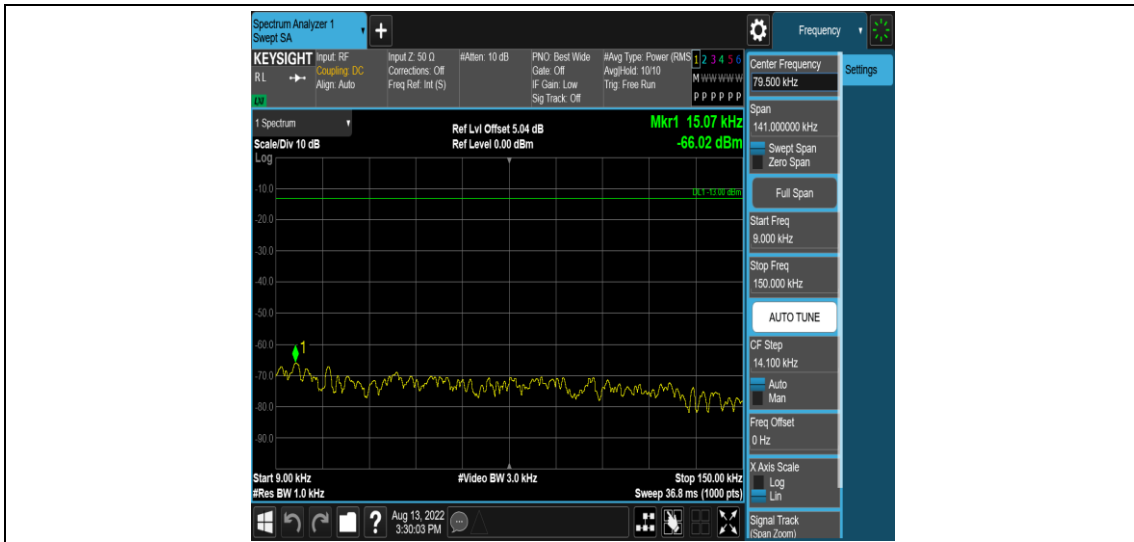 Spectrum Analyzer 1
Swept SA
+
Frequency
KEYSIGHT
RL
LXI
Input: RF
Coupling: DC
Align: Auto
Input Z: 50 Ω
Corrections: Off
Freq Ref: Int (S)
#Atten: 10 dB
PNO: Best Wide
Gate: Off
IF Gain: Low
Sig Track: Off
#Avg Type: Power (RMS
Avg|Hold: 10/10
Trig: Free Run
1 2 3 4 5 6
M W W W W W
P P P P P P
1 Spectrum
Scale/Div 10 dB
Log
Ref Lvl Offset 5.04 dB
Ref Level 0.00 dBm
Mkr1 15.07 kHz
-66.02 dBm
DL1 -13.00 dBm
-10.0
-20.0
-30.0
-40.0
-50.0
-60.0
-70.0
-80.0
-90.0
1
Start 9.00 kHz
#Res BW 1.0 kHz
#Video BW 3.0 kHz
Stop 150.00 kHz
Sweep 36.8 ms (1000 pts)
Center Frequency
79.500 kHz
Settings
Span
141.000000 kHz
Swept Span
Zero Span
Full Span
Start Freq
9.000 kHz
Stop Freq
150.000 kHz
AUTO TUNE
CF Step
14.100 kHz
Auto
Man
Freq Offset
0 Hz
X Axis Scale
Log
Lin
Signal Track
(Span Zoom)
?
Aug 13, 2022
3:30:03 PM